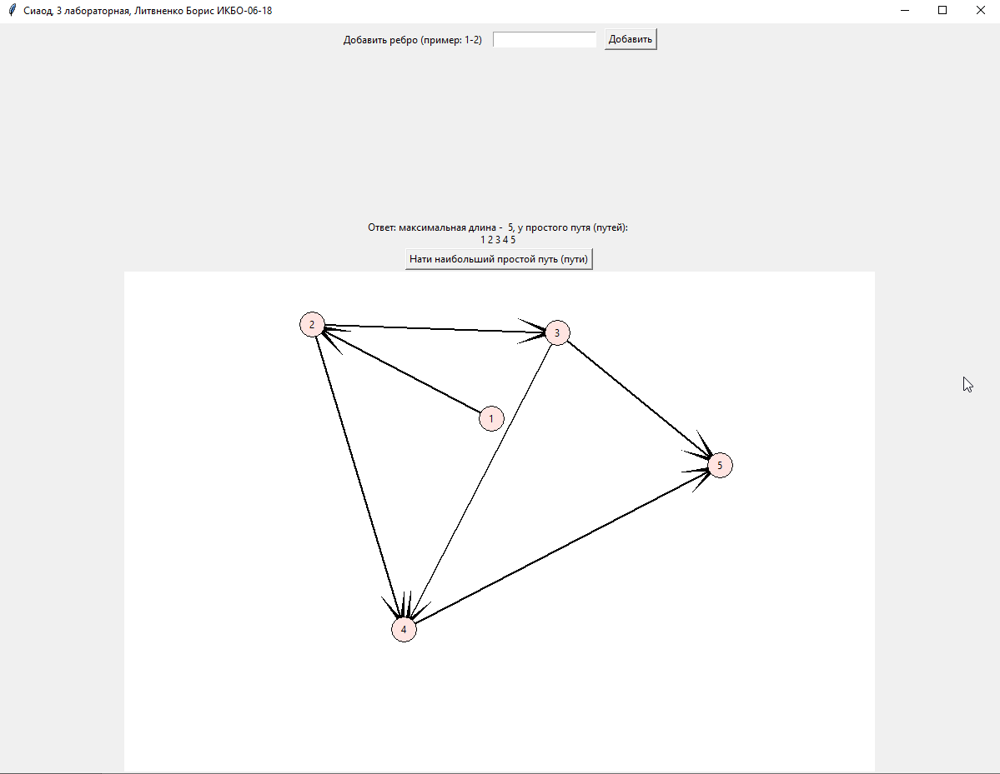 Сиаод, 3 лабораторная, Литвненко Борис ИКБО-06-18
Добавить ребро (пример: 1-2)
Добавить
Ответ: максимальная длина -  5, у простого путя (путей):
1 2 3 4 5
Нати наибольший простой путь (пути)
2
3
1
5
4